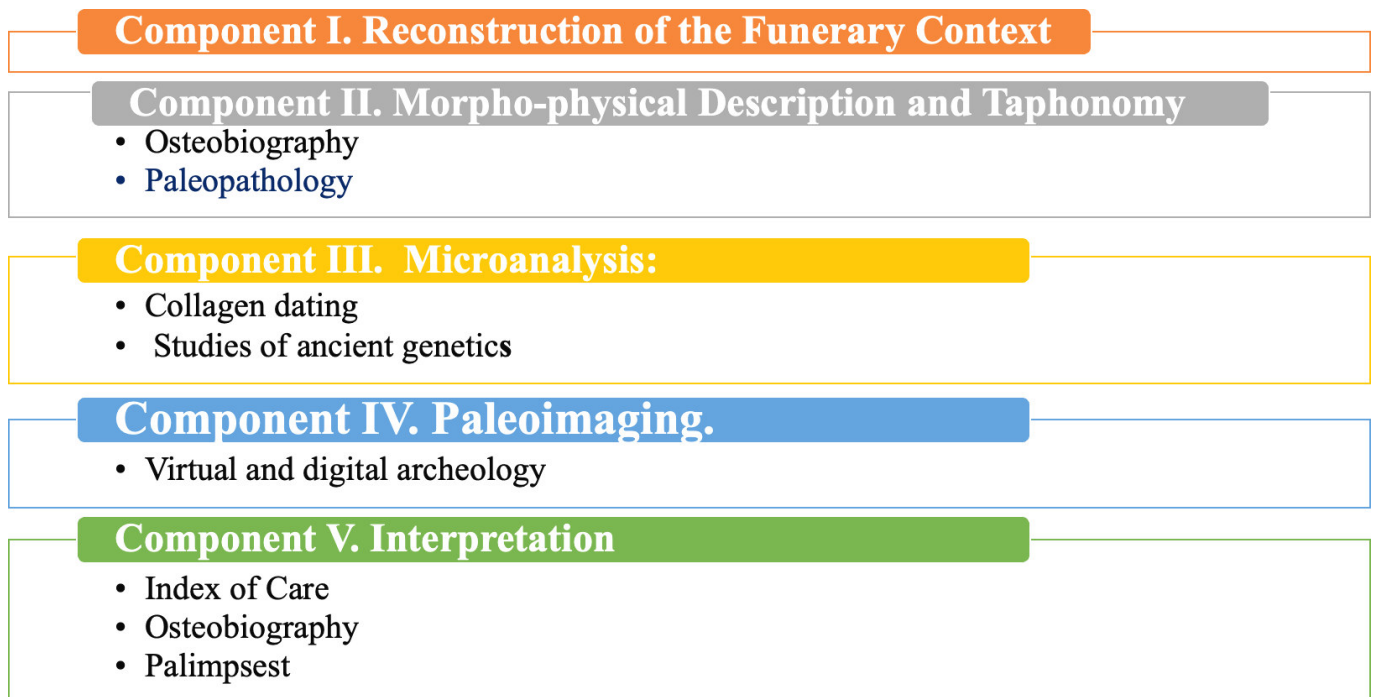 Component I. Reconstruction of the Funerary Context
Component II. Morpho-physical Description and Taphonomy
• Osteobiography
• Paleopathology
Component III. Microanalysis:
• Collagen dating
• Studies of ancient genetics
Component IV. Paleoimaging.
• Virtual and digital archeology
Component V. Interpretation
• Index of Care
• Osteobiography
• Palimpsest